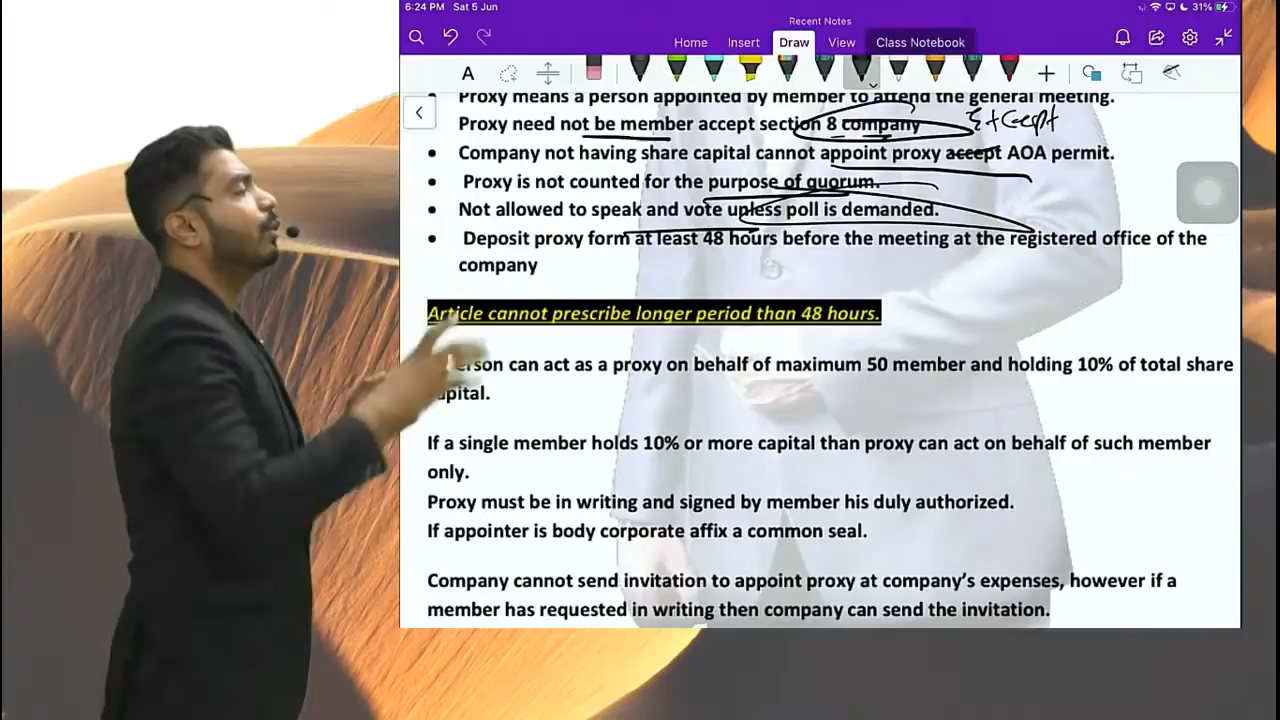 6:24 PM Sat 5 Jun
31%
Recent Notes
Home Insert Draw View Class Notebook
A
• Proxy means a person appointed by member to attend the general meeting.
Proxy need not be member accept section 8 company Except
• Company not having share capital cannot appoint proxy accept AOA permit.
• Proxy is not counted for the purpose of quorum.
• Not allowed to speak and vote unless poll is demanded.
• Deposit proxy form at least 48 hours before the meeting at the registered office of the
company
Article cannot prescribe longer period than 48 hours.
can act as a proxy on behalf of maximum 50 member and holding 10% of total share
If a single member holds 10% or more capital than proxy can act on behalf of such member
only.
Proxy must be in writing and signed by member his duly authorized.
If appointer is body corporate affix a common seal.
Company cannot send invitation to appoint proxy at company's expenses, however if a
member has requested in writing then company can send the invitation.